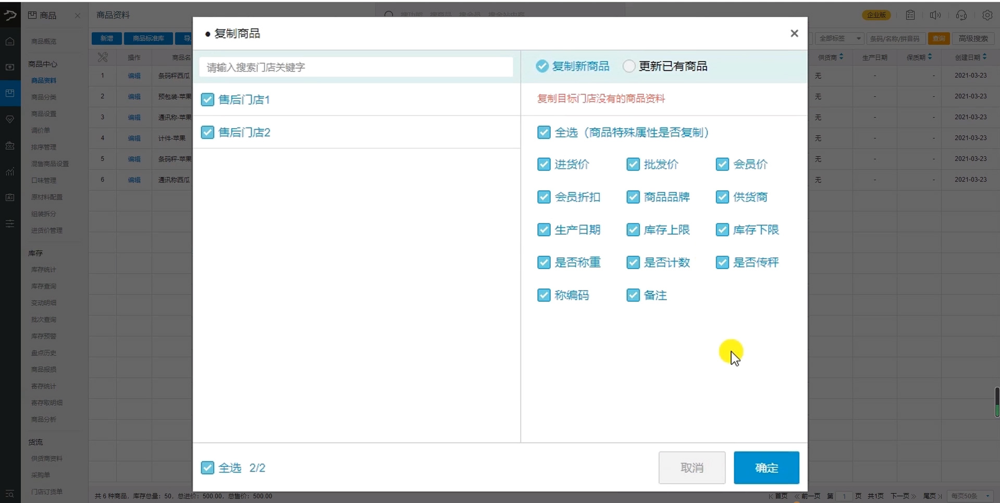 商品
商品资料
搜功能、搜商品、搜会员、搜全站内容
企业版
新增
商品标准库
导
全部标签
条码/名称/拼音码
查询
高级搜索
商品概览
商品中心
商品资料
商品分类
商品设置
调价单
排序管理
混售商品设置
口味管理
原材料配置
组装拆分
进货价管理
库存
库存统计
库存查询
变动明细
批次查询
库存预警
盘点历史
商品报损
寄存统计
寄存取明细
商品分析
货流
供货商资料
采购单
门店订货单
操作 商品名
1 编辑 条码秤西瓜
2 编辑 预包装-苹果
3 编辑 通讯称-苹果
4 编辑 计件-苹果
5 编辑 条码秤-苹果
6 编辑 通讯称西瓜
供货商 生产日期 保质期 创建日期
无 - - 2021-03-23
无 - - 2021-03-23
无 - - 2021-03-23
无 - - 2021-03-23
无 - - 2021-03-23
无 - - 2021-03-23
● 复制商品
请输入搜索门店关键字
售后门店1
售后门店2
复制新商品 更新已有商品
复制目标门店没有的商品资料
全选（商品特殊属性是否复制）
进货价 批发价 会员价
会员折扣 商品品牌 供货商
生产日期 库存上限 库存下限
是否称重 是否计数 是否传秤
称编码 备注
全选 2/2
取消 确定
共 6 种商品，库存总量：50，总进价：500.00，总售价：500.00
首页 前一页 第 1 页 共1页 下一页 尾页 每页50条